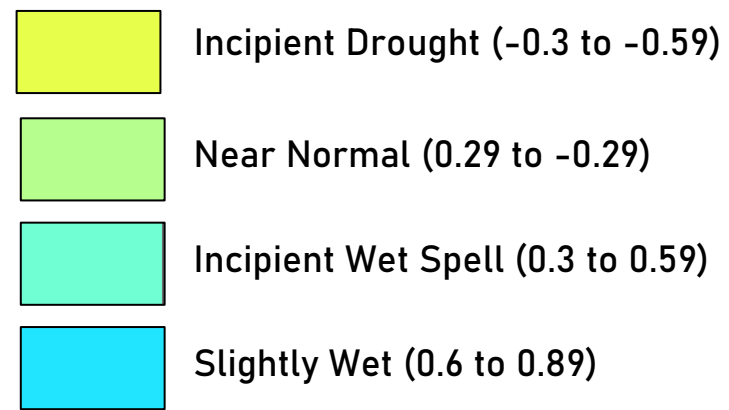 Incipient Drought (-0.3 to -0.59)
Near Normal (0.29 to -0.29)
Incipient Wet Spell (0.3 to 0.59)
Slightly Wet (0.6 to 0.89)